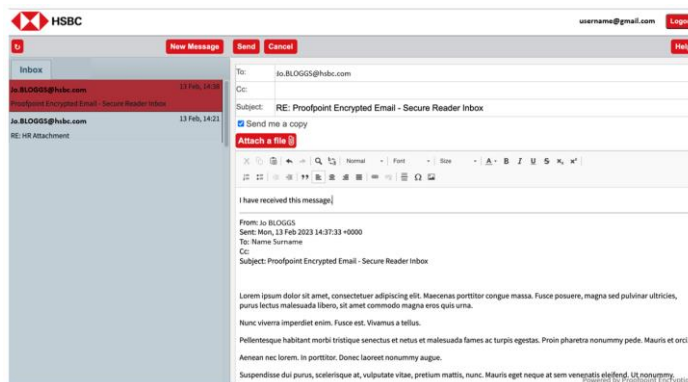 HSBC
username@gmail.com
New Message
Send
Cancel
Inbox
Jo.BLOGGS@hsbc.com 13 Feb, 14:38
Proofpoint Encrypted Email - Secure Reader Inbox
Jo.BLOGGS@hsbc.com 13 Feb, 14:21
RE: HR Attachment
To: Jo.BLOGGS@hsbc.com
Cc:
Subject: RE: Proofpoint Encrypted Email - Secure Reader Inbox
Send me a copy
Attach a file
Normal Font Size
I have received this message.
From: Jo BLOGGS
Sent: Mon, 13 Feb 2023 14:37:33 +0000
To: Name Surname
Cc:
Subject: Proofpoint Encrypted Email - Secure Reader Inbox
Lorem ipsum dolor sit amet, consectetuer adipiscing elit. Maecenas porttitor congue massa. Fusce posuere, magna sed pulvinar ultricies,
purus lectus malesuada libero, sit amet commodo magna eros quis urna.
Nunc viverra imperdiet enim. Fusce est. Vivamus a tellus.
Pellentesque habitant morbi tristique senectus et netus et malesuada fames ac turpis egestas. Proin pharetra nonummy pede. Mauris et orci
Aenean nec lorem. In porttitor. Donec laoreet nonummy augue.
Suspendisse dui purus, scelerisque at, vulputate vitae, pretium mattis, nunc. Mauris eget neque at sem venenatis eleifend. Ut nonummy.
Powered by Proofpoint Encryptio